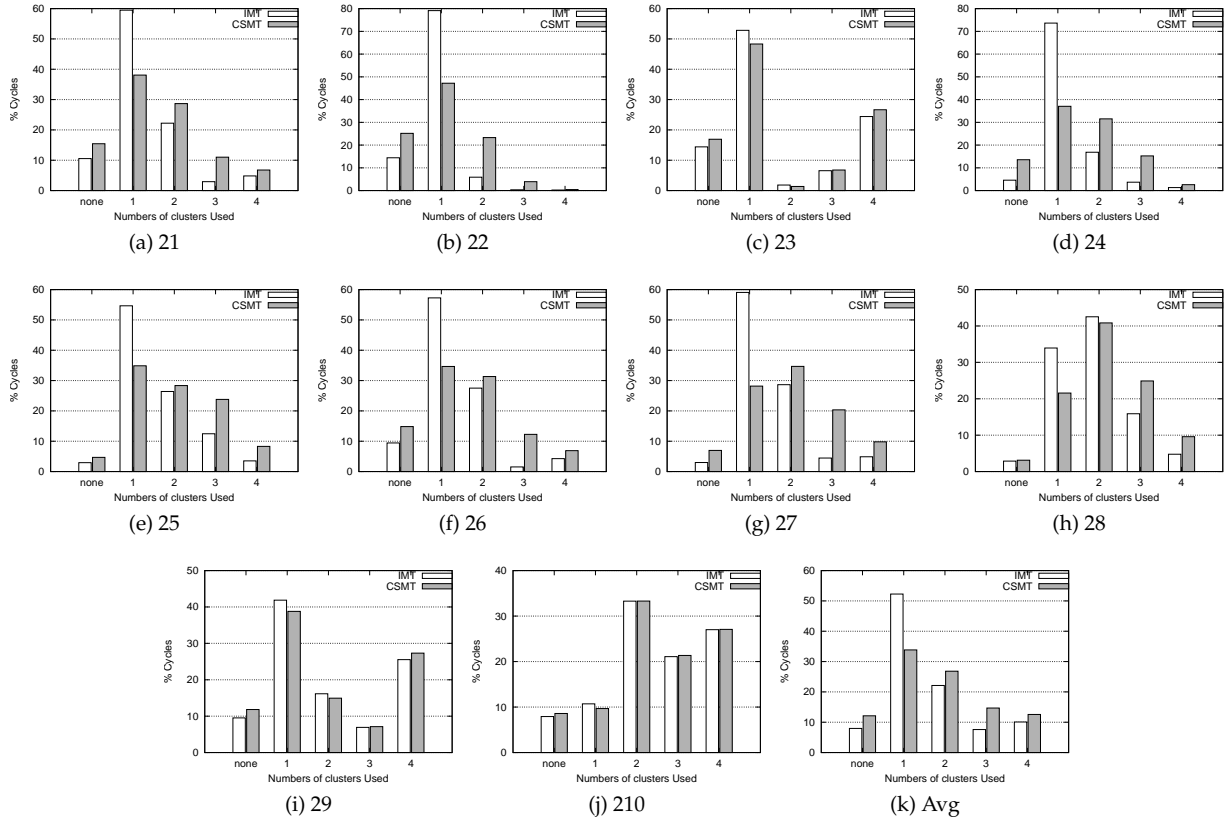 60
50
40
30
20
10
0
% Cycles
IMT
CSMT
none 1 2 3 4
Numbers of clusters Used
(a) 21
80
70
60
50
40
30
20
10
0
% Cycles
IMT
CSMT
none 1 2 3 4
Numbers of clusters Used
(b) 22
60
50
40
30
20
10
0
% Cycles
IMT
CSMT
none 1 2 3 4
Numbers of clusters Used
(c) 23
80
70
60
50
40
30
20
10
0
% Cycles
IMT
CSMT
none 1 2 3 4
Numbers of clusters Used
(d) 24
60
50
40
30
20
10
0
% Cycles
IMT
CSMT
none 1 2 3 4
Numbers of clusters Used
(e) 25
60
50
40
30
20
10
0
% Cycles
IMT
CSMT
none 1 2 3 4
Numbers of clusters Used
(f) 26
60
50
40
30
20
10
0
% Cycles
IMT
CSMT
none 1 2 3 4
Numbers of clusters Used
(g) 27
50
40
30
20
10
0
% Cycles
IMT
CSMT
none 1 2 3 4
Numbers of clusters Used
(h) 28
50
40
30
20
10
0
% Cycles
IMT
CSMT
none 1 2 3 4
Numbers of clusters Used
(i) 29
40
30
20
10
0
% Cycles
IMT
CSMT
none 1 2 3 4
Numbers of clusters Used
(j) 210
60
50
40
30
20
10
0
% Cycles
IMT
CSMT
none 1 2 3 4
Numbers of clusters Used
(k) Avg